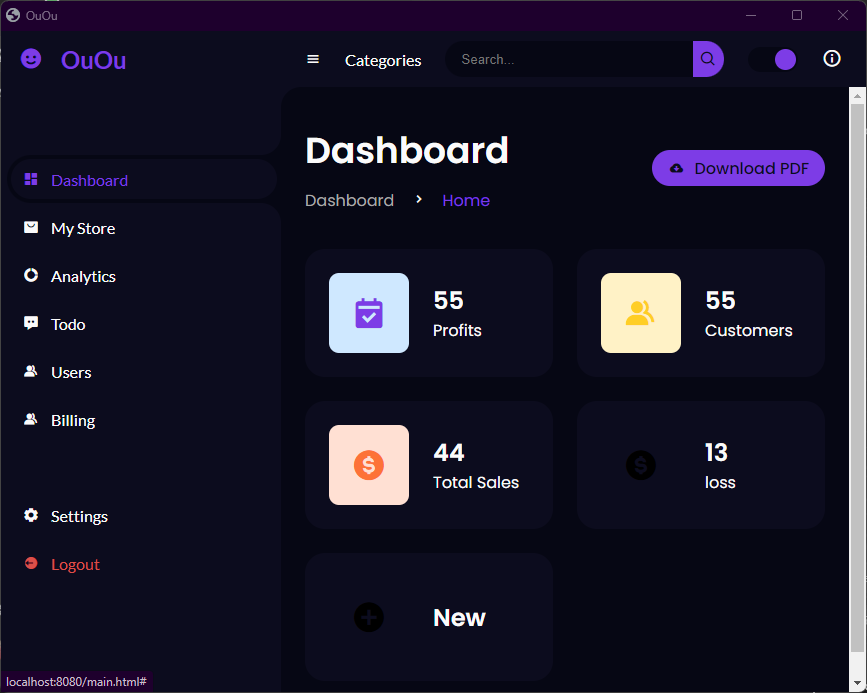 OuOu
OuOu
Categories
Search...
Dashboard
My Store
Analytics
Todo
Users
Billing
Settings
Logout
Dashboard
Dashboard > Home
Download PDF
55
Profits
55
Customers
44
Total Sales
13
loss
New
localhost:8080/main.html#